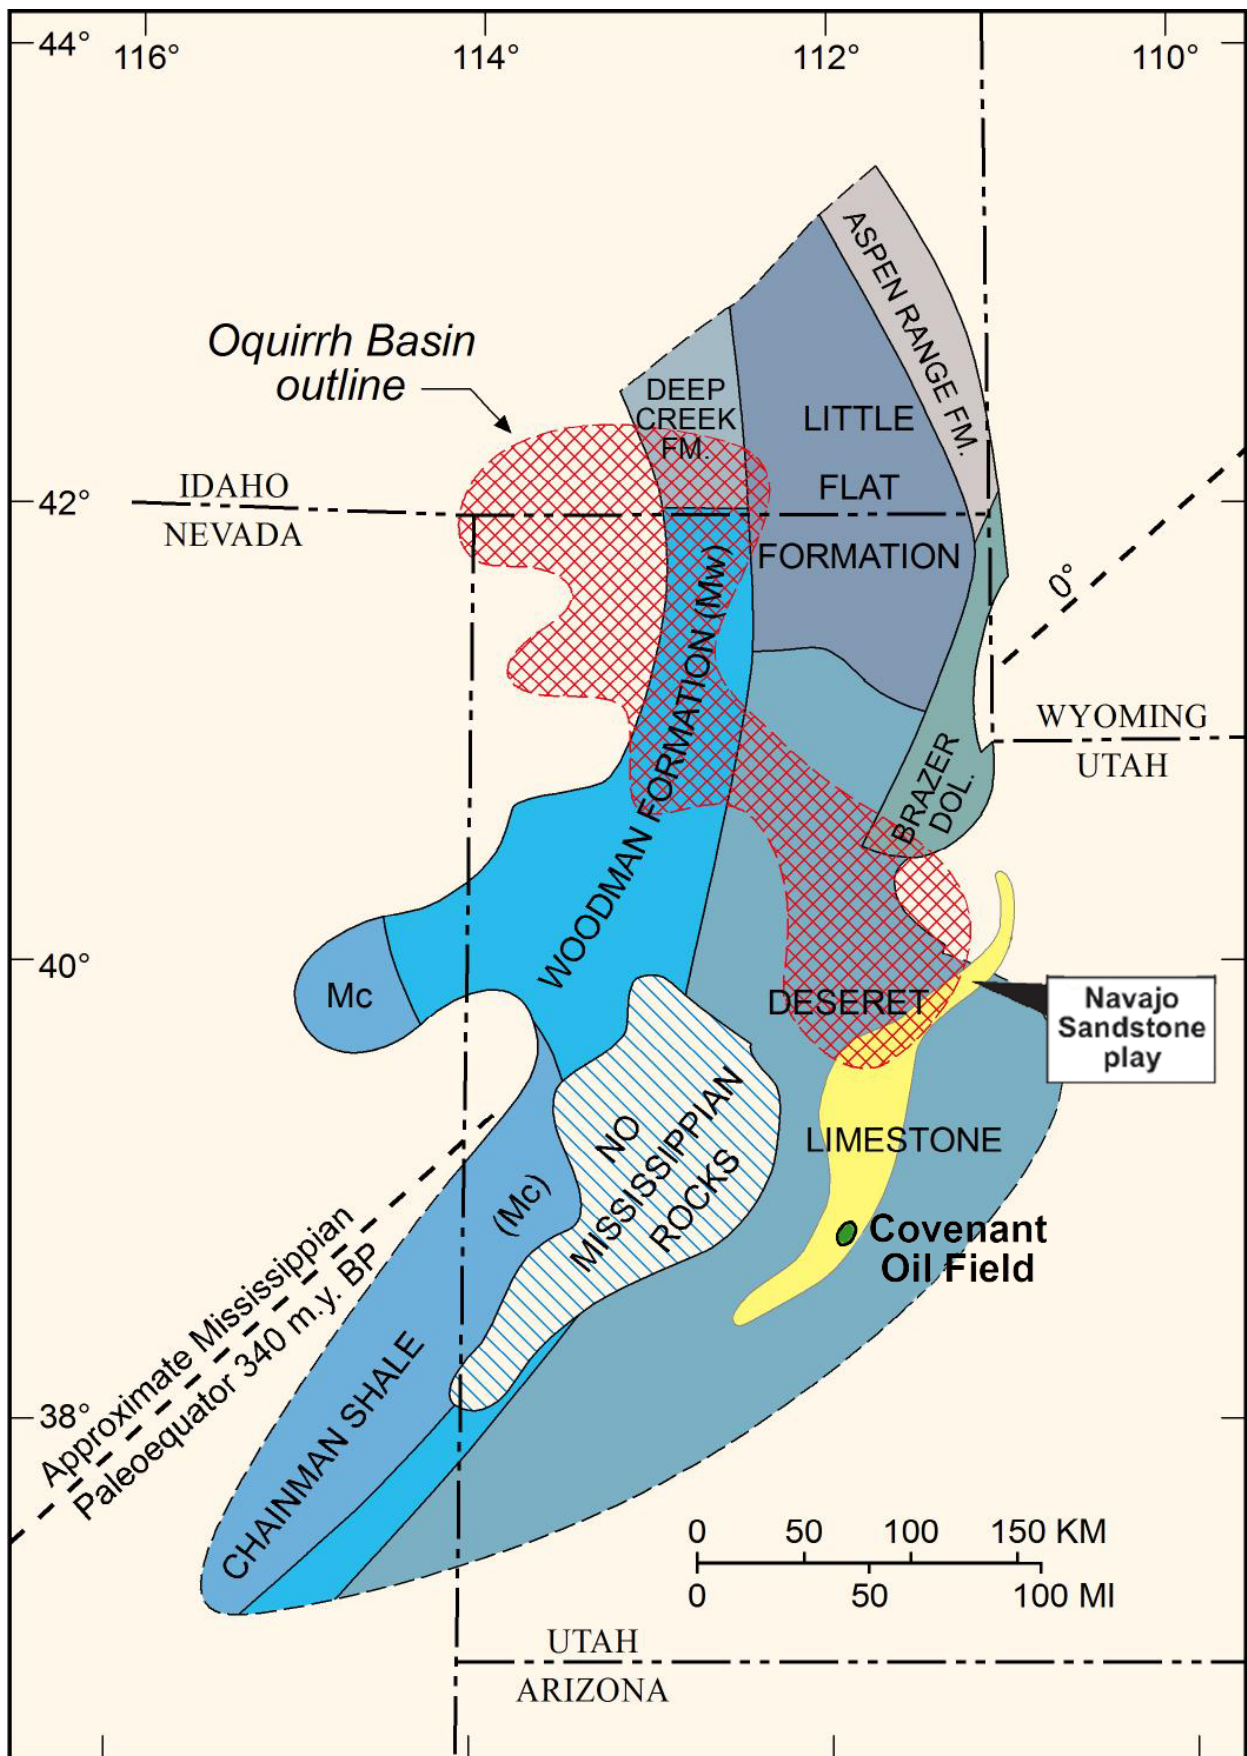 44°
116°
114°
112°
110°
ASPEN RANGE FM.
Oquirrh Basin
outline
DEEP
CREEK
FM.
LITTLE
FLAT
FORMATION
42°
IDAHO
NEVADA
0°
WOODMAN FORMATION (Mw)
WYOMING
UTAH
BRAZER
DOL.
40°
Mc
DESERET
LIMESTONE
Navajo
Sandstone
play
NO
MISSISSIPPIAN
ROCKS
(Mc)
Covenant
Oil Field
Approximate Mississippian
Paleoequator 340 m.y. BP
38°
CHAINMAN SHALE
0 50 100 150 KM
0 50 100 MI
UTAH
ARIZONA